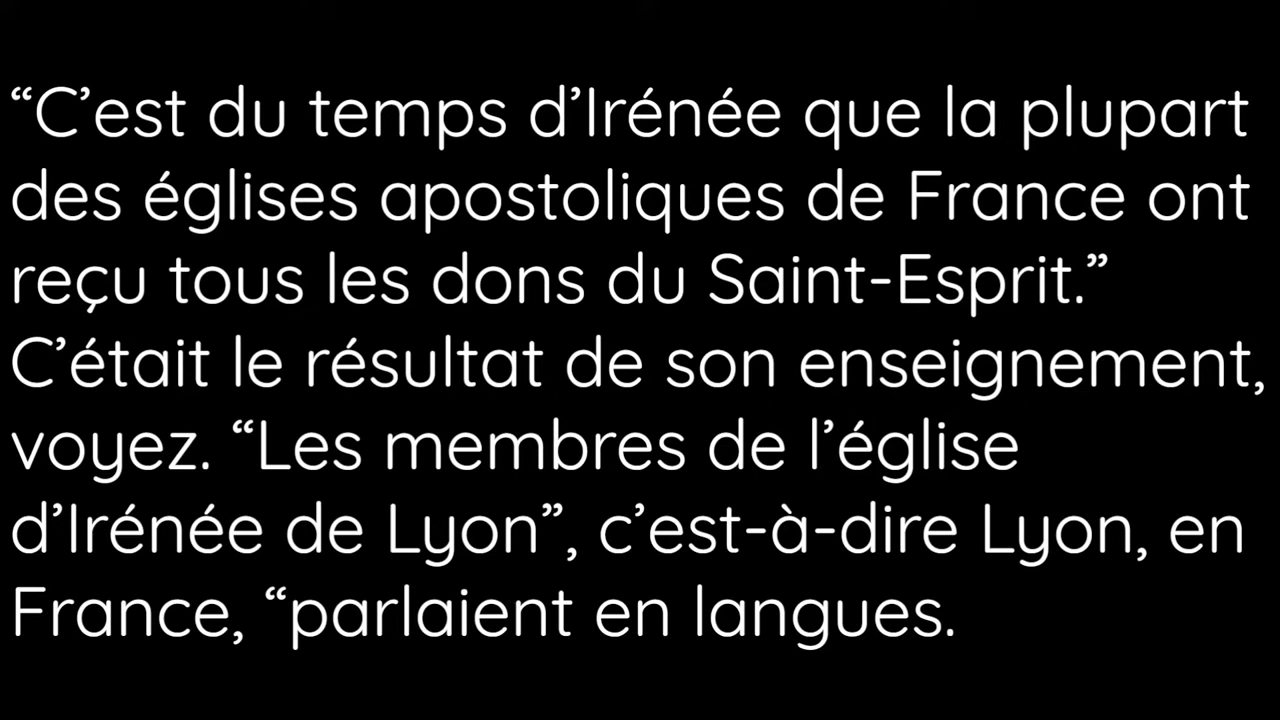 “C’est du temps d’Irénée que la plupart
des églises apostoliques de France ont
reçu tous les dons du Saint-Esprit.”
C’était le résultat de son enseignement,
voyez. “Les membres de l’église
d’Irénée de Lyon”, c’est-à-dire Lyon, en
France, “parlaient en langues.